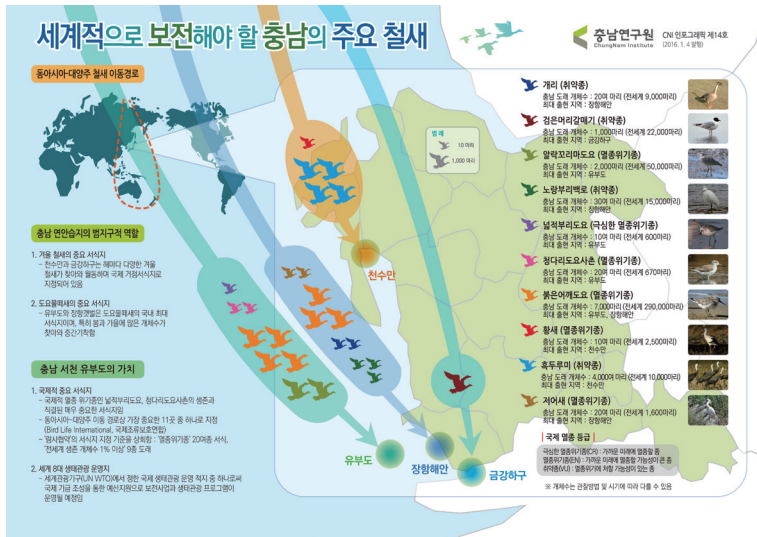 세계적으로 보전해야 할 충남의 주요 철새
충남연구원
ChungNam Institute
CNI 인포그래픽 제14호
(2016. 1. 4 발행)
동아시아-대양주 철새 이동경로
충남 연안습지의 범지구적 역할
1. 겨울 철새의 중요 서식지
- 천수만과 금강하구는 해마다 다양한 겨울
철새가 찾아와 월동하며 국제 거점서식지로
지정되어 있음
2. 도요물떼새의 중요 서식지
- 유부도와 장항갯벌은 도요물떼새의 국내 최대
서식지이며, 특히 봄과 가을에 많은 개체수가
찾아와 중간기착함
충남 서천 유부도의 가치
1. 국제적 중요 서식지
- 국제적 멸종 위기종인 넓적부리도요, 청다리도요사촌의 생존과
직결된 매우 중요한 서식지임
- 동아시아-대양주 이동 경로상 가장 중요한 11곳 중 하나로 지정
(Bird Life International, 국제조류보호연합)
- '람사협약'의 서식지 지정 기준을 상회함 : '멸종위기' 20여종 서식,
'전세계 생존 개체수 1% 이상' 9종 도래
2. 세계 8대 생태관광 운영지
- 세계관광기구(UN WTO)에서 정한 국제 생태관광 운영 적지 중 하나로써
국제 기금 조성을 통한 예산지원으로 보전사업과 생태관광 프로그램이
운영될 예정임
범례
10 마리
1,000 마리
천수만
유부도
장항해안
금강하구
개리 (취약종)
충남 도래 개체수 : 20여 마리 (전세계 9,000마리)
최대 출현 지역 : 장항해안
검은머리갈매기 (취약종)
충남 도래 개체수 : 1,000마리 (전세계 22,000마리)
최대 출현 지역 : 금강하구
알락꼬리마도요 (멸종위기종)
충남 도래 개체수 : 2,000마리 (전세계 50,000마리)
최대 출현 지역 : 유부도
노랑부리백로 (취약종)
충남 도래 개체수 : 30여 마리 (전세계 15,000마리)
최대 출현 지역 : 장항해안
넓적부리도요 (극심한 멸종위기종)
충남 도래 개체수 : 10여 마리 (전세계 600마리)
최대 출현 지역 : 유부도
청다리도요사촌 (멸종위기종)
충남 도래 개체수 : 20여 마리 (전세계 670마리)
최대 출현 지역 : 유부도
붉은어깨도요 (멸종위기종)
충남 도래 개체수 : 7,000마리 (전세계 290,000마리)
최대 출현 지역 : 유부도, 장항해안
황새 (멸종위기종)
충남 도래 개체수 : 10여 마리 (전세계 2,500마리)
최대 출현 지역 : 천수만
흑두루미 (취약종)
충남 도래 개체수 : 4,000여 마리 (전세계 10,000마리)
최대 출현 지역 : 천수만
저어새 (멸종위기종)
충남 도래 개체수 : 20여 마리 (전세계 1,600마리)
최대 출현 지역 : 장항해안
국제 멸종 등급
극심한 멸종위기종(CR) : 가까운 미래에 멸종할 종
멸종위기종(EN) : 가까운 미래에 멸종할 가능성이 큰 종
취약종(VU) : 멸종위기에 처할 가능성이 있는 종
※ 개체수는 관찰방법 및 시기에 따라 다를 수 있음